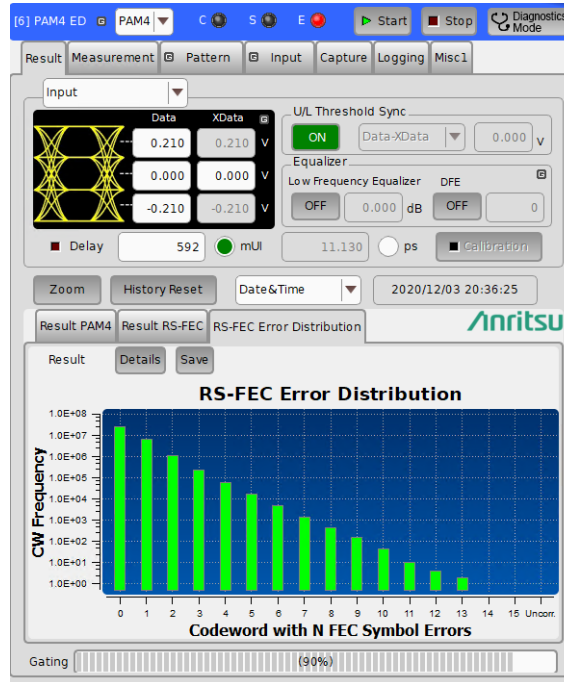 [6] PAM4 ED G PAM4 C S E Start Stop Diagnostics Mode
Result Measurement G Pattern G Input Capture Logging Misc1
Input
Data XData G
0.210 0.210 V
0.000 0.000 V
-0.210 -0.210 V
U/L Threshold Sync
ON Data-XData 0.000 V
Equalizer
Low Frequency Equalizer DFE G
OFF 0.000 dB OFF 0
Delay 592 mUI 11.130 ps Calibration
Zoom History Reset Date&Time 2020/12/03 20:36:25
Result PAM4 Result RS-FEC RS-FEC Error Distribution
Anritsu
Result Details Save
RS-FEC Error Distribution
CW Frequency
1.0E+08
1.0E+07
1.0E+06
1.0E+05
1.0E+04
1.0E+03
1.0E+02
1.0E+01
1.0E+00
0 1 2 3 4 5 6 7 8 9 10 11 12 13 14 15 Uncorr.
Codeword with N FEC Symbol Errors
Gating (90%)